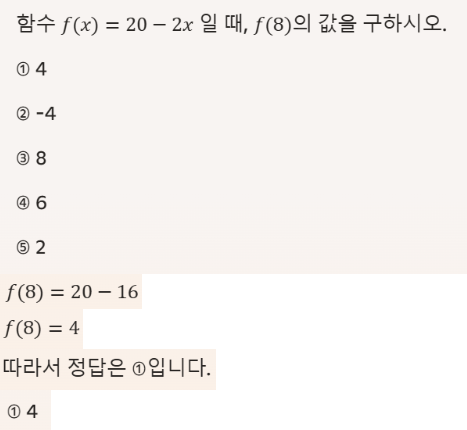 함수 f(x) = 20 − 2x 일 때, f(8)의 값을 구하시오.
① 4
② -4
③ 8
④ 6
⑤ 2
f(8) = 20 − 16
f(8) = 4
따라서 정답은 ①입니다.
① 4